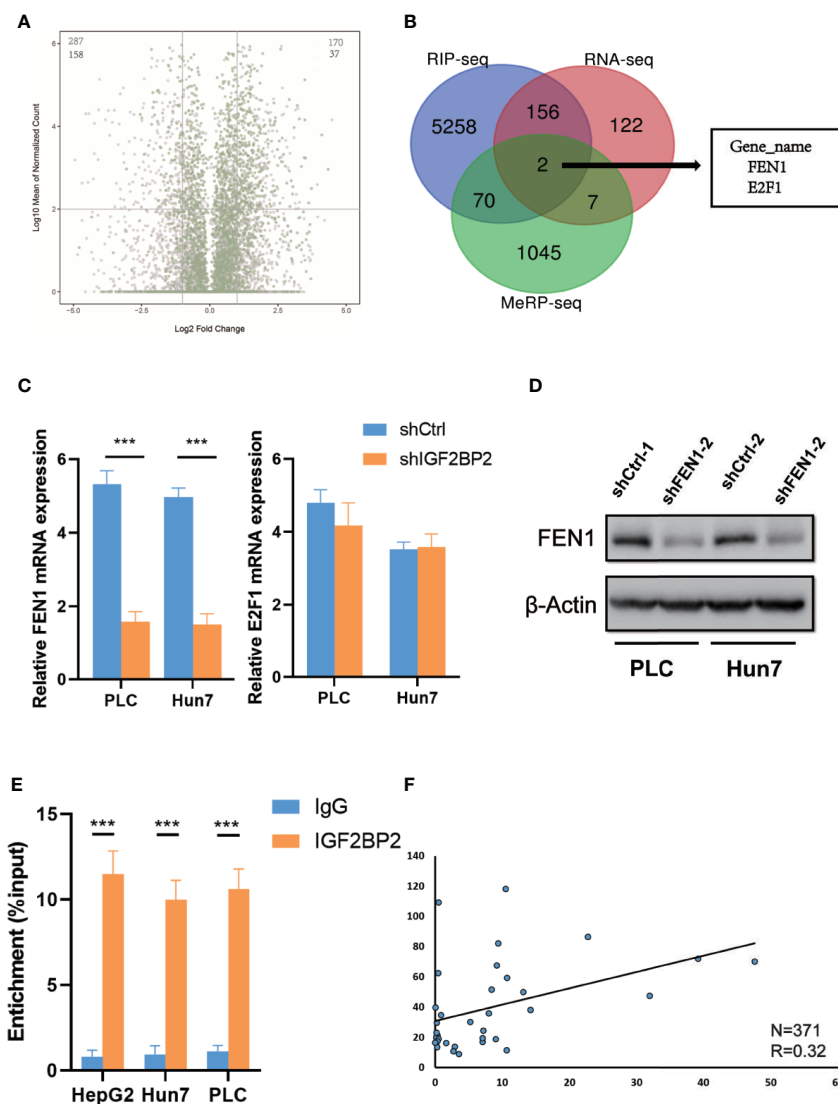 A
287
158
170
37
6
4
2
0
Log10 Mean of Normalized Count
−5.0
−2.5
0.0
2.5
5.0
Log2 Fold Change
B
RIP-seq
RNA-seq
5258
156
122
2
70
7
1045
MeRP-seq
Gene_name
FEN1
E2F1
C
shCtrl
shIGF2BP2
Relative FEN1 mRNA expression
6
4
2
0
***
***
PLC
Hun7
Relative E2F1 mRNA expression
6
4
2
0
PLC
Hun7
D
shCtrl-1
shFEN1-2
shCtrl-2
shFEN1-2
FEN1
β-Actin
PLC
Hun7
E
IgG
IGF2BP2
Entichment (%input)
15
10
5
0
***
***
***
HepG2
Hun7
PLC
F
140
120
100
80
60
40
20
0
0
10
20
30
40
50
6
N=371
R=0.32